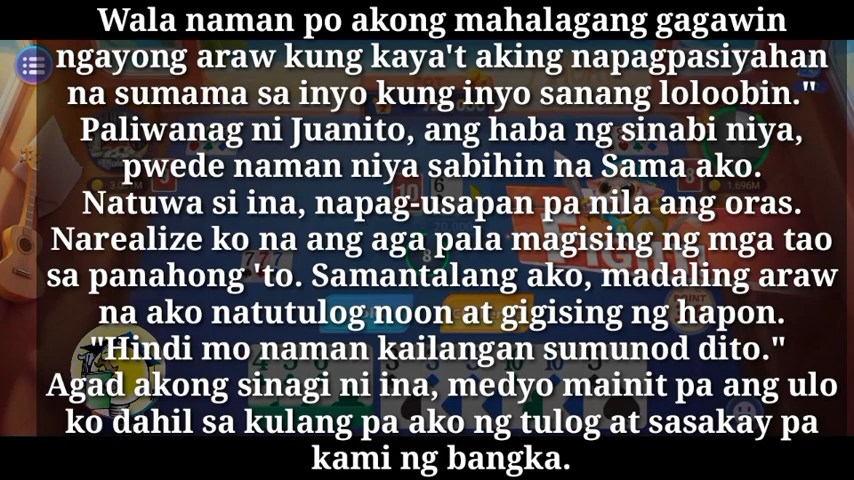 Wala naman po akong mahalagang gagawin
ngayong araw kung kaya't aking napagpasiyahan
na sumama sa inyo kung inyo sanang loloobin."
Paliwanag ni Juanito, ang haba ng sinabi niya,
pwede naman niya sabihin na Sama ako.
Natuwa si ina, napag-usapan pa nila ang oras.
Narealize ko na ang aga pala magising ng mga tao
sa panahong 'to. Samantalang ako, madaling araw
na ako natutulog noon at gigising ng hapon.
"Hindi mo naman kailangan sumunod dito."
Agad akong sinagi ni ina, medyo mainit pa ang ulo
ko dahil sa kulang pa ako ng tulog at sasakay pa
kami ng bangka.